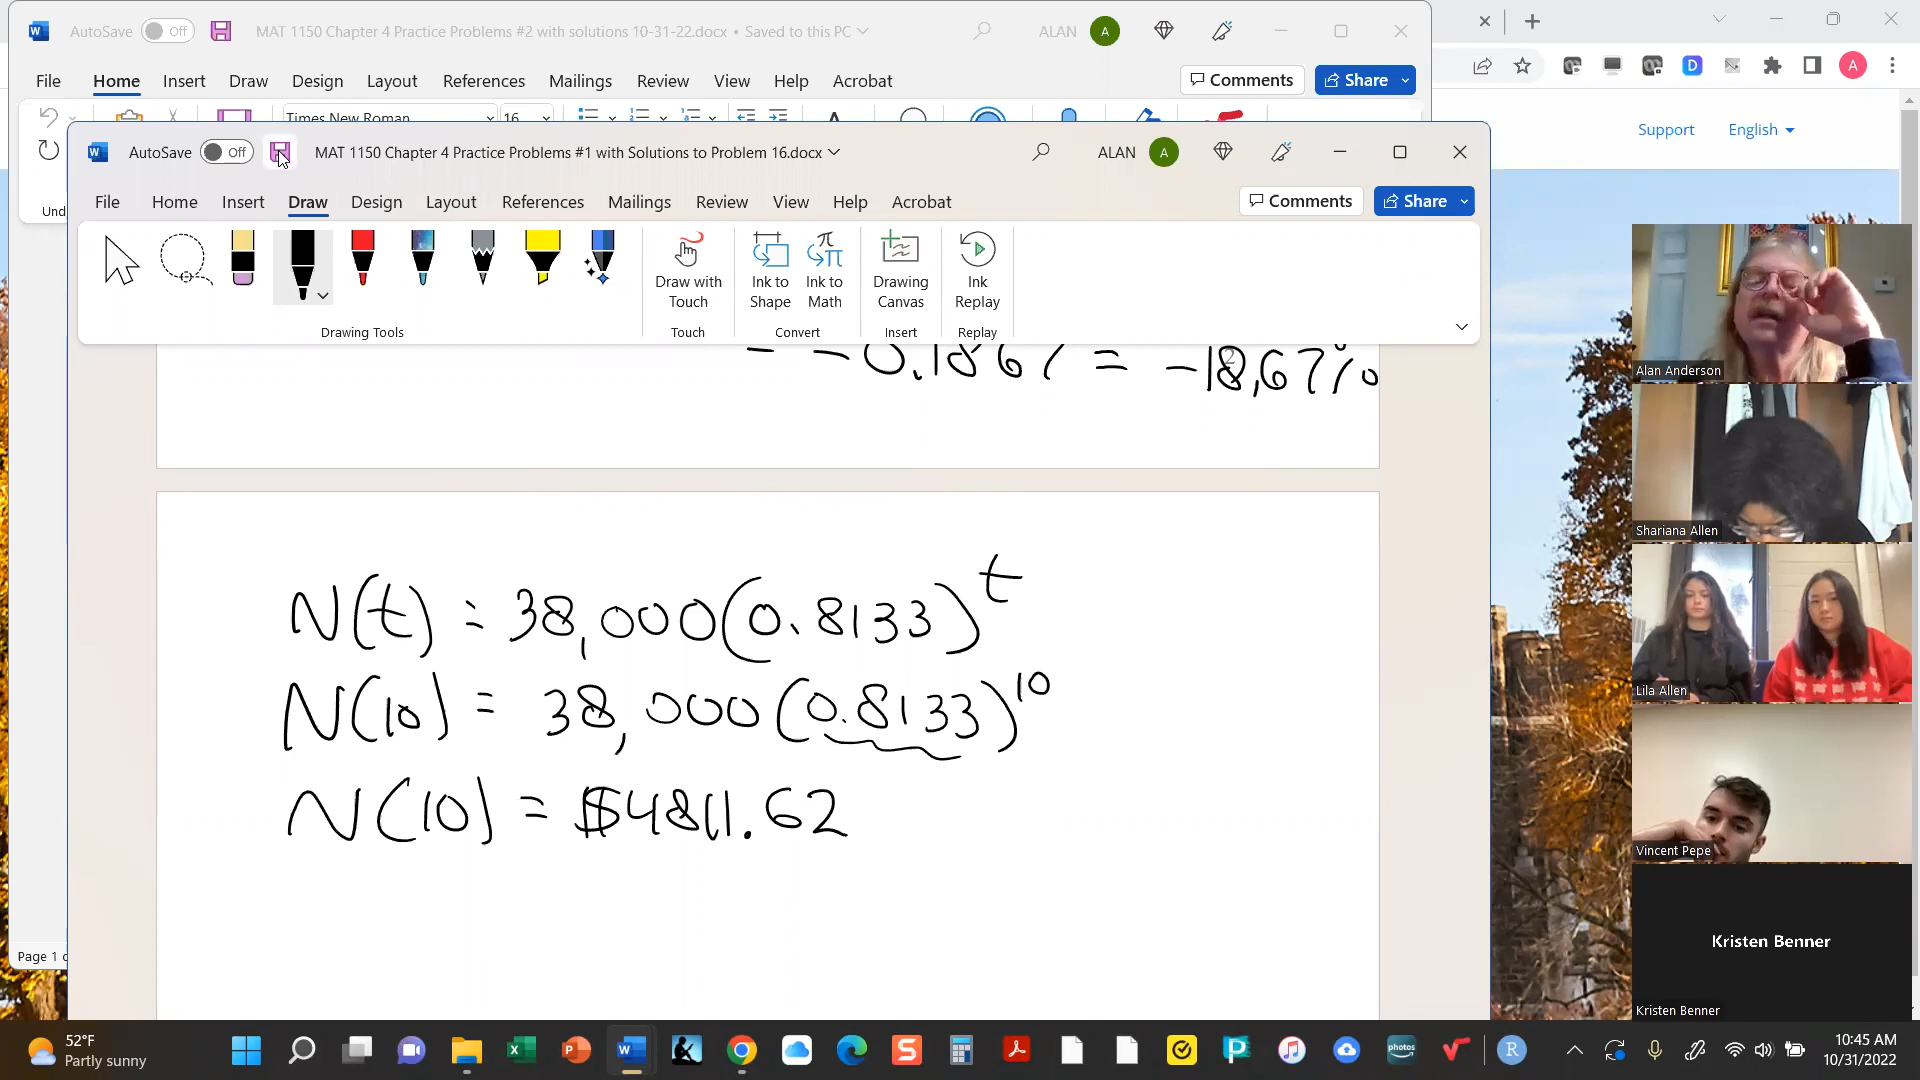 AutoSave Off MAT 1150 Chapter 4 Practice Problems #2 with solutions 10-31-22.docx • Saved to this PC ALAN A
File Home Insert Draw Design Layout References Mailings Review View Help Acrobat Comments Share
Times New Roman 16
Und
AutoSave Off MAT 1150 Chapter 4 Practice Problems #1 with Solutions to Problem 16.docx ALAN A
File Home Insert Draw Design Layout References Mailings Review View Help Acrobat Comments Share
Draw with Touch
Ink to Shape
Ink to Math
Drawing Canvas
Ink Replay
Drawing Tools Touch Convert Insert Replay
= -0.1867 = -18.67%
2
N(t) = 38,000(0.8133)^t
N(10) = 38,000(0.8133)^10
N(10) = $4811.62
Page 1 o
Support English
A
D
Alan Anderson
Shariana Allen
Lila Allen
Vincent Pepe
Kristen Benner
Kristen Benner
52°F
Partly sunny
photos
10:45 AM
10/31/2022